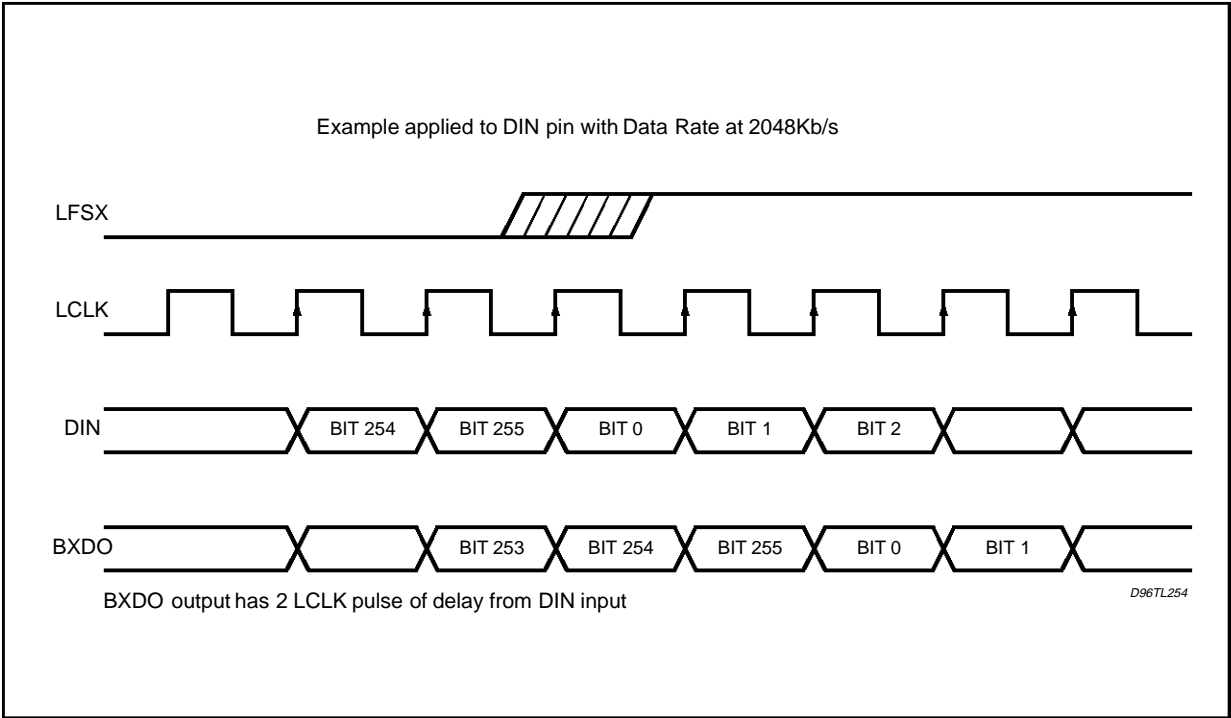 Example applied to DIN pin with Data Rate at 2048Kb/s
LFSX
LCLK
DIN
BIT 254 BIT 255 BIT 0 BIT 1 BIT 2
BXDO
BIT 253 BIT 254 BIT 255 BIT 0 BIT 1
BXDO output has 2 LCLK pulse of delay from DIN input
D96TL254